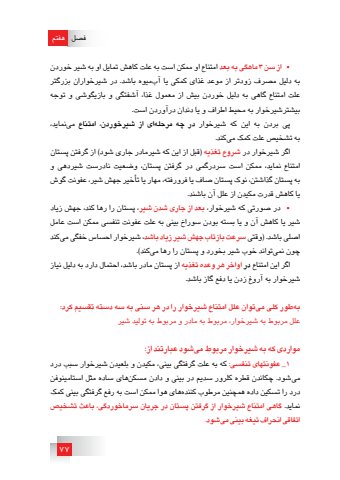 فصل هفتم
• از سن ۳ ماهگی به بعد امتناع او ممکن است به علت کاهش تمایل او به شیر خوردن
به دلیل مصرف زودتر از موعد غذای کمکی یا آب‌میوه باشد. در شیرخواران بزرگتر
علت امتناع گاهی به دلیل خوردن بیش از معمول غذا، آشفتگی و بازیگوشی و توجه
بیشترشیرخوار به محیط اطراف و یا دندان درآوردن است.
پی بردن به این که شیرخوار در چه مرحله‌ای از شیرخوردن، امتناع می‌نماید،
به تشخیص علت کمک می‌کند.
اگر شیرخوار در شروع تغذیه (قبل از این که شیرمادر جاری شود) از گرفتن پستان
امتناع نماید، ممکن است سردرگمی در گرفتن پستان، وضعیت نادرست شیردهی و
به پستان گذاشتن، نوک پستان صاف یا فرورفته، مهار یا تأخیر جهش شیر، عفونت گوش
یا کاهش قدرت مکیدن از علل آن باشند.
• در صورتی که شیرخوار، بعد از جاری شدن شیر، پستان را رها کند، جهش زیاد
شیر یا کاهش آن و یا بسته بودن سوراخ بینی به علت عفونت تنفسی ممکن است عامل
اصلی باشد. (وقتی سرعت بازتاب جهش شیر زیاد باشد، شیرخوار احساس خفگی می‌کند
چون نمی‌تواند خوب شیر بخورد و پستان را رها می‌کند).
اگر این امتناع در اواخر هر وعده تغذیه از پستان مادر باشد، احتمال دارد به دلیل نیاز
شیرخوار به آروغ زدن یا دفع گاز باشد.
به‌طور کلی می‌توان علل امتناع شیرخوار را در هر سنی به سه دسته تقسیم کرد:
علل مربوط به شیرخوار، مربوط به مادر و مربوط به تولید شیر
مواردی که به شیرخوار مربوط می‌شود عبارتند از:
۱ـ عفونتهای تنفسی: که به علت گرفتگی بینی، مکیدن و بلعیدن شیرخوار سبب درد
می‌شود. چکاندن قطره کلرور سدیم در بینی و دادن مسکن‌های ساده مثل استامینوفن
درد را تسکین داده همچنین مرطوب کننده‌های هوا ممکن است به رفع گرفتگی بینی کمک
نماید. گاهی امتناع شیرخوار از گرفتن پستان در جریان سرماخوردگی، باعث تشخیص
اتفاقی انحراف تیغه بینی می‌شود.
۷۷